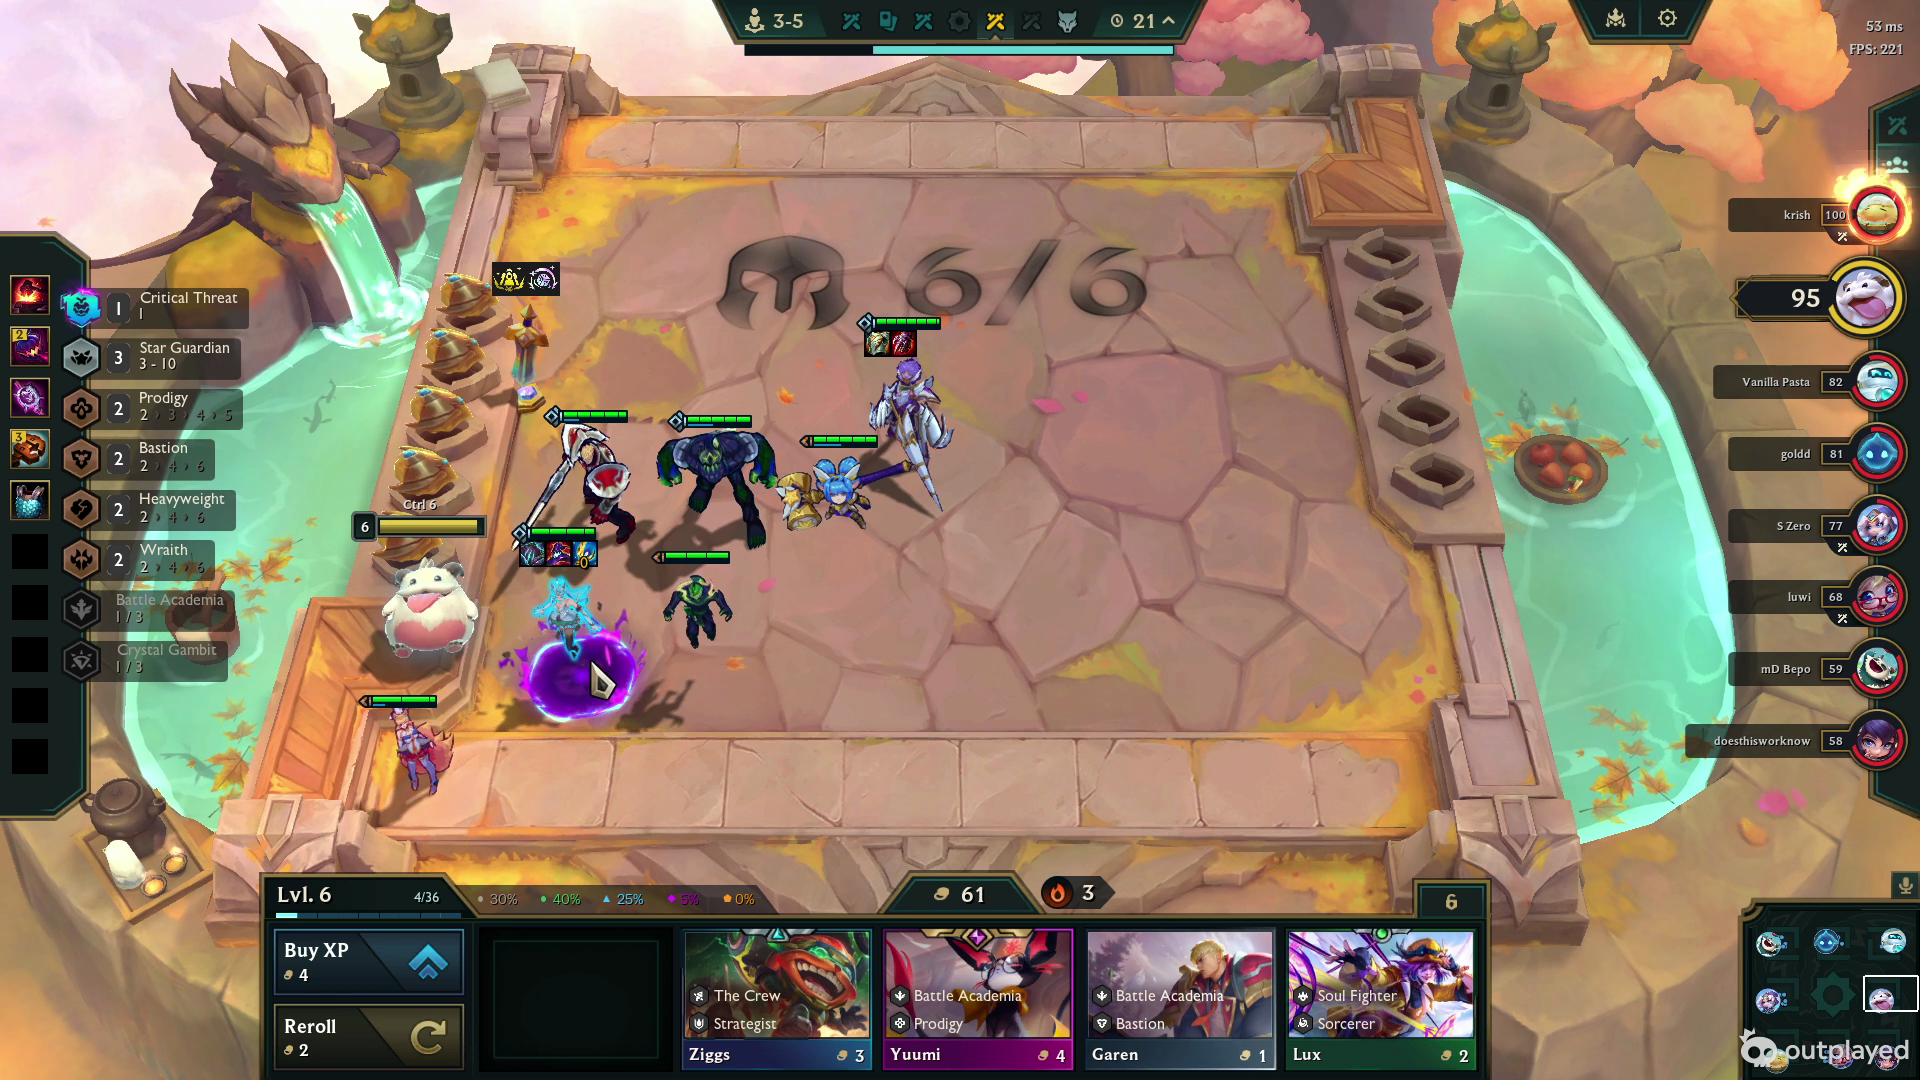 3-5
21
53 ms
FPS: 221
6/6
1 Critical Threat
1
3 Star Guardian
3 - 10
2 Prodigy
2 › 3 › 4 › 5
2 Bastion
2 › 4 › 6
2 Heavyweight
2 › 4 › 6
2 Wraith
2 › 4 › 6
Battle Academia
1 / 3
Crystal Gambit
1 / 3
2
3
Ctrl 6
6
0
krish 100
95
Vanilla Pasta 82
goldd 81
S Zero 77
luwi 68
mD Bepo 59
doesthisworknow 58
Lvl. 6
4/36
30% 40% 25% 5% 0%
61
3
6
Buy XP
4
Reroll
2
The Crew
Strategist
Ziggs 3
Battle Academia
Prodigy
Yuumi 4
Battle Academia
Bastion
Garen 1
Soul Fighter
Sorcerer
Lux 2
outplayed